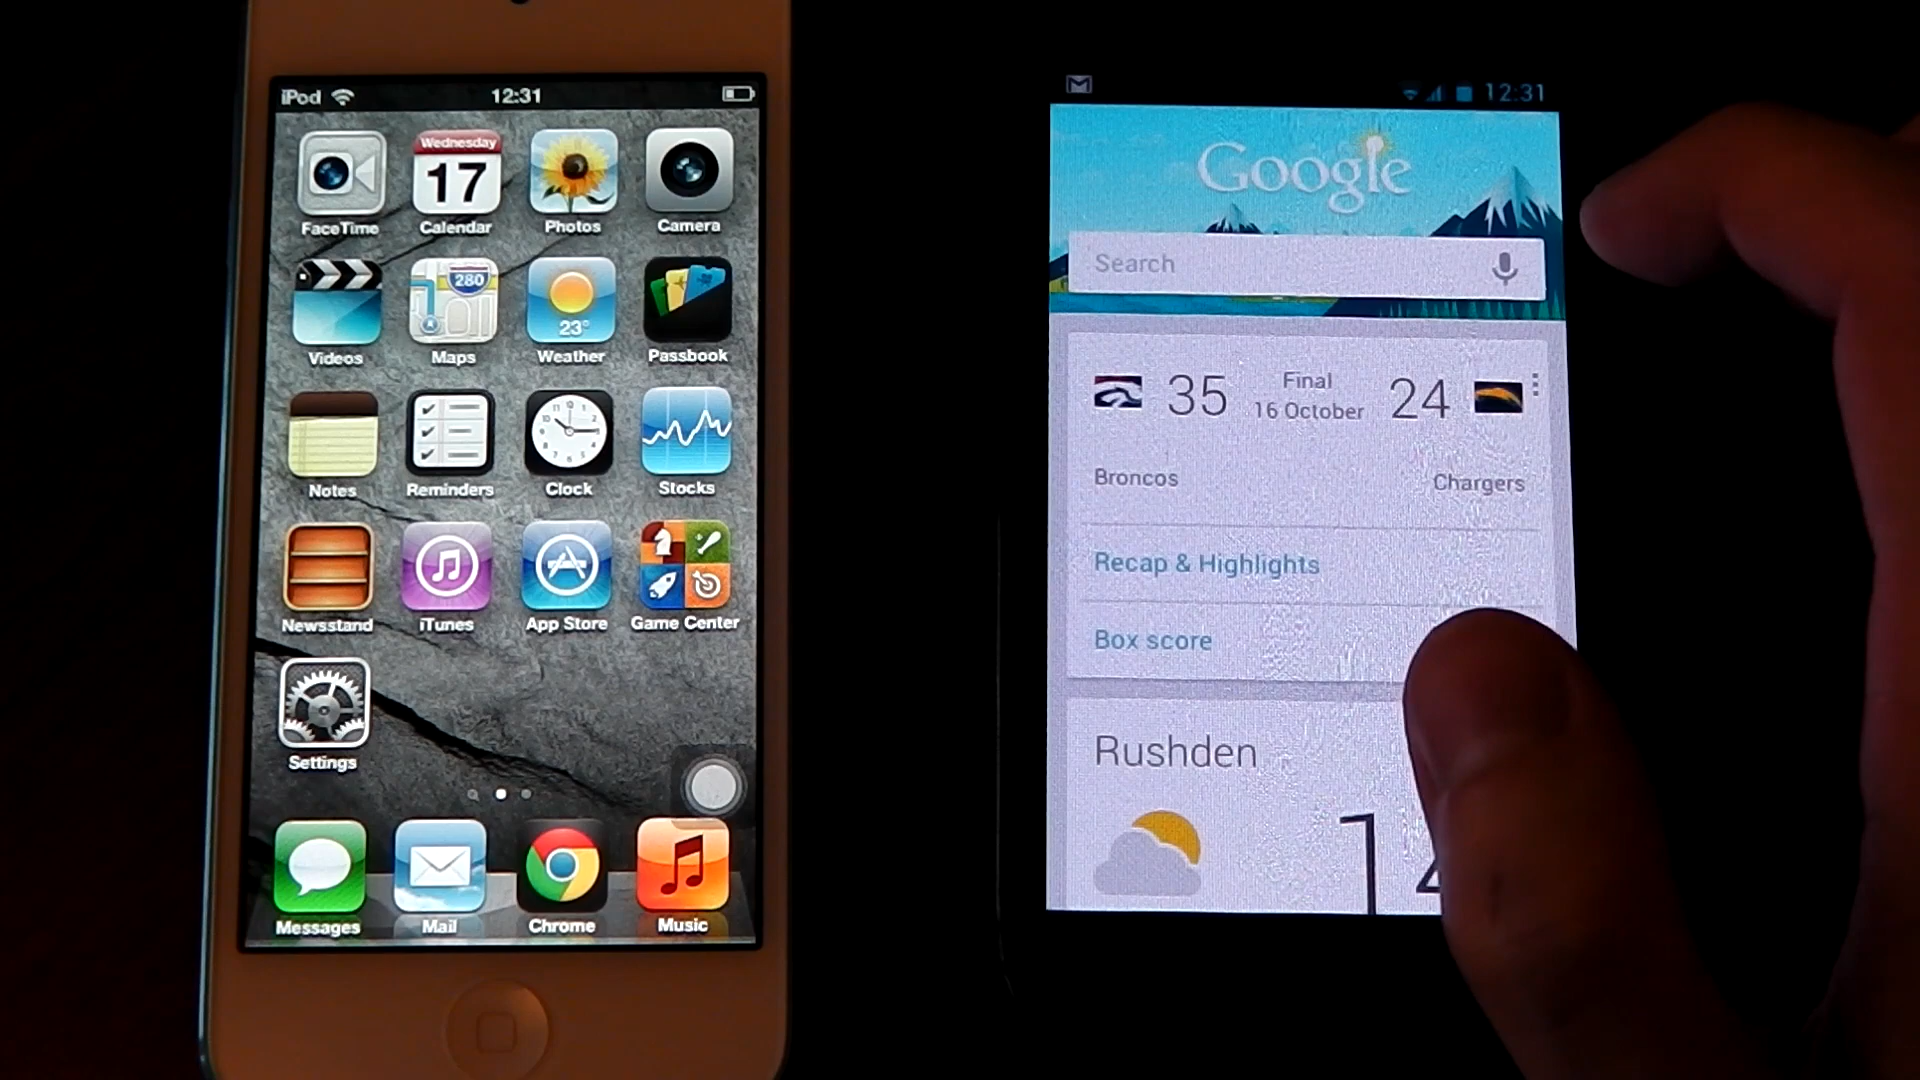 iPod 12:31
Wednesday
17
FaceTime Calendar Photos Camera
280
23°
Videos Maps Weather Passbook
Notes Reminders Clock Stocks
Newsstand iTunes App Store Game Center
Settings
Messages Mail Chrome Music
12:31
Google
Search
35 Final 24
16 October
Broncos Chargers
Recap & Highlights
Box score
Rushden
14